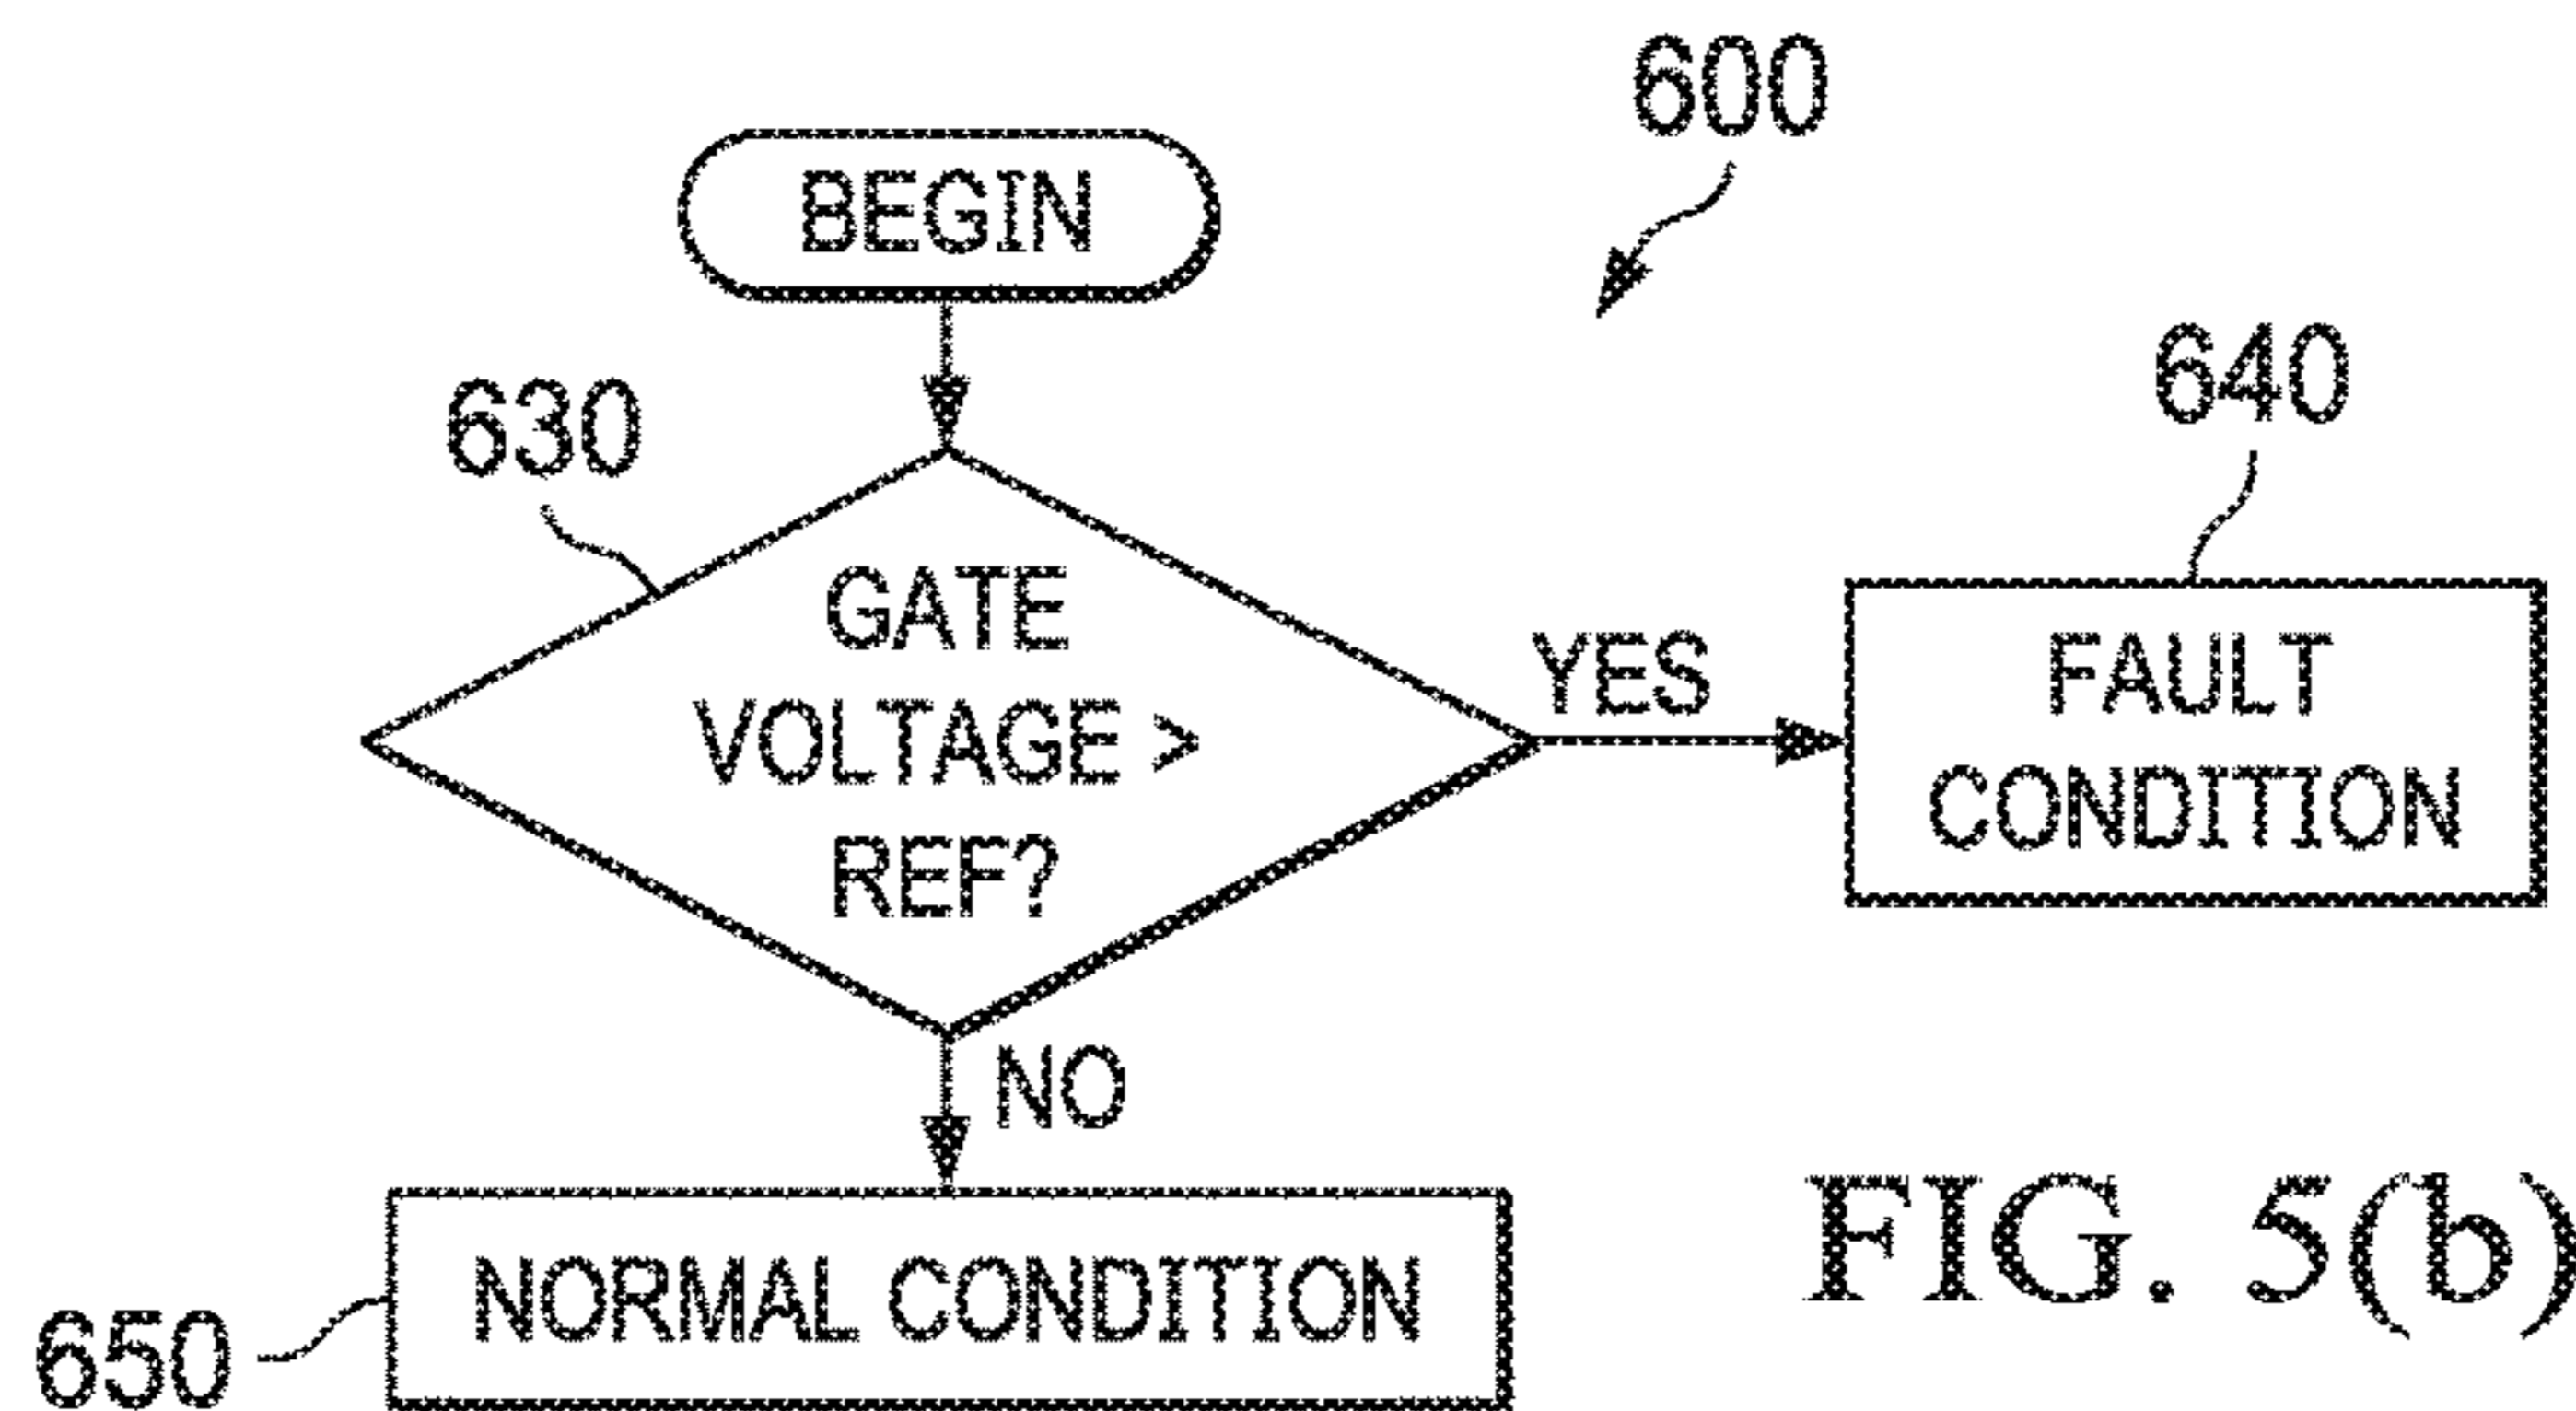 600
BEGIN
630
640
GATE
VOLTAGE >
REF?
YES
FAULT
CONDITION
NO
NORMAL CONDITION
650
FIG. 5(b)